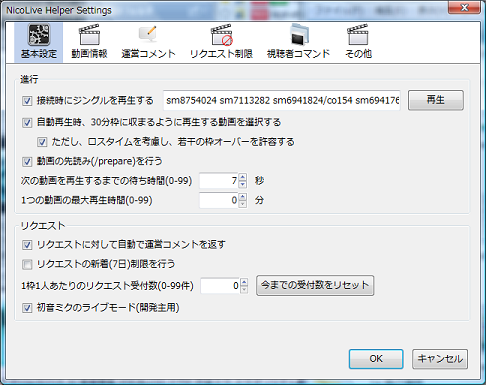 NicoLive Helper Settings
基本設定 動画情報 運営コメント リクエスト制限 視聴者コマンド その他
進行
接続時にジングルを再生する sm8754024 sm7113282 sm6941824/co154 sm694176 再生
自動再生時、30分枠に収まるように再生する動画を選択する
ただし、ロスタイムを考慮し、若干の枠オーバーを許容する
動画の先読み(/prepare)を行う
次の動画を再生するまでの待ち時間(0-99) 7 秒
1つの動画の最大再生時間(0-99) 0 分
リクエスト
リクエストに対して自動で運営コメントを返す
リクエストの新着(7日)制限を行う
1枠1人あたりのリクエスト受付数(0-99件) 0 今までの受付数をリセット
初音ミクのライブモード(開発主用)
OK キャンセル